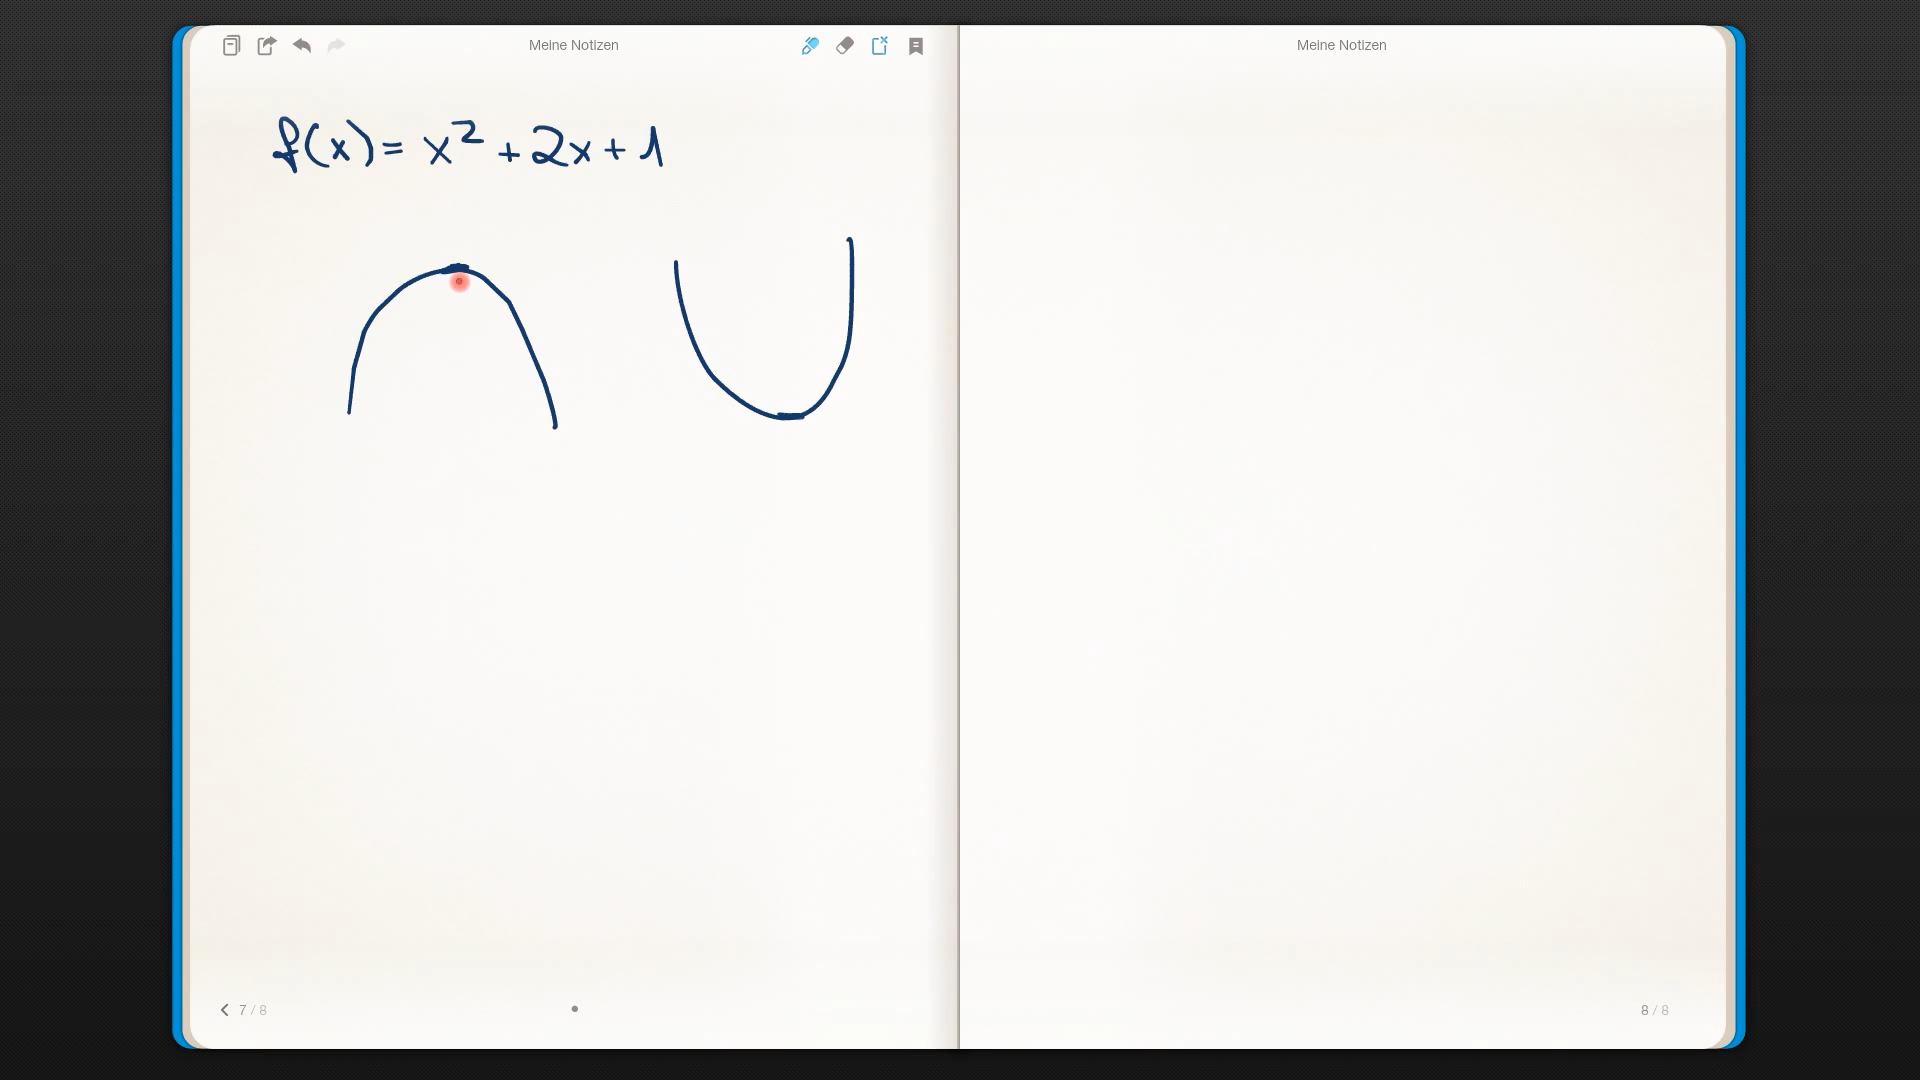 Meine Notizen
f(x) = x² + 2x + 1
7 / 8
Meine Notizen
8 / 8